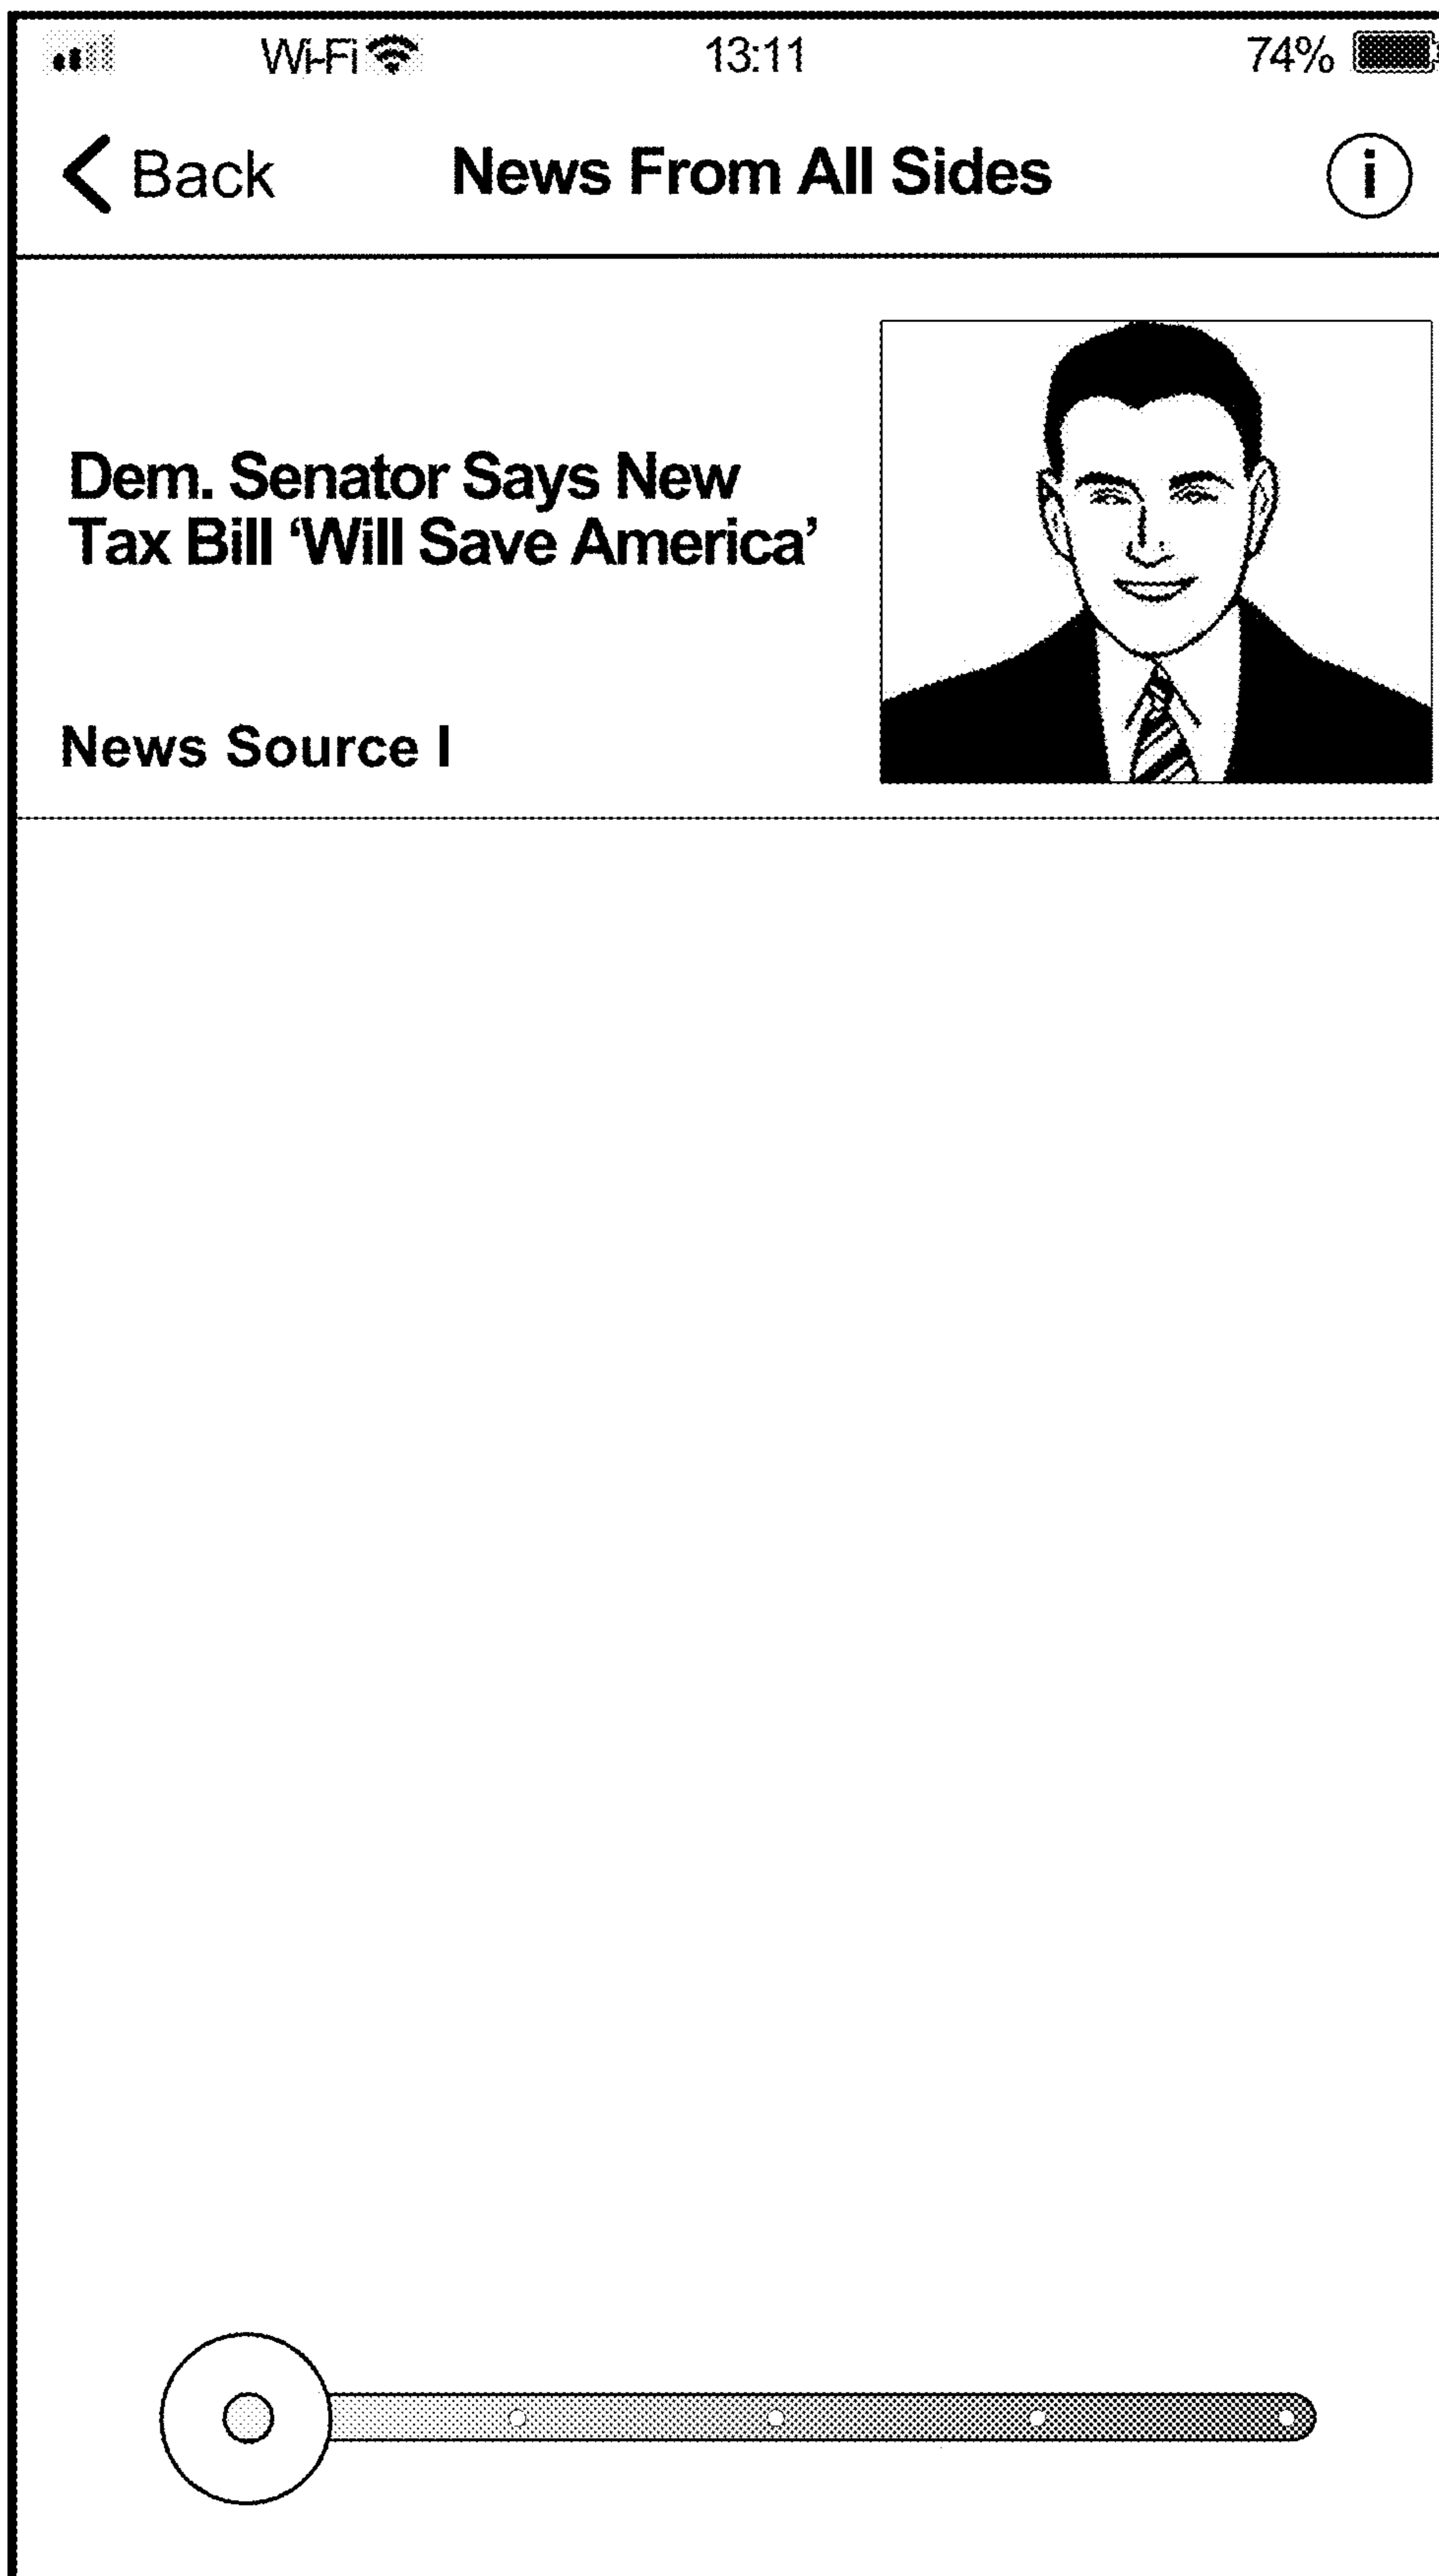 Wi-Fi 13:11 74%
Back News From All Sides i
Dem. Senator Says New
Tax Bill ‘Will Save America’
News Source I